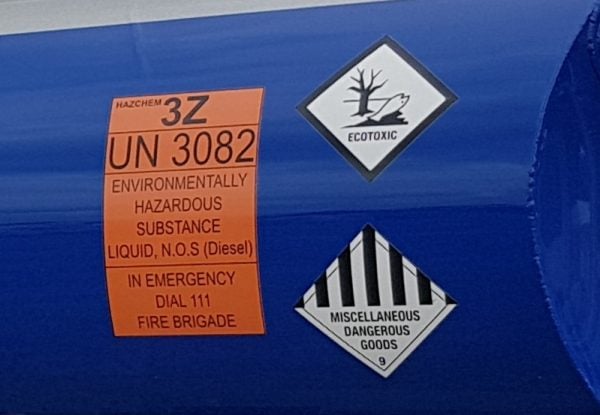 HAZCHEM 3Z
UN 3082
ENVIRONMENTALLY
HAZARDOUS
SUBSTANCE
LIQUID, N.O.S (Diesel)
IN EMERGENCY
DIAL 111
FIRE BRIGADE
ECOTOXIC
MISCELLANEOUS
DANGEROUS
GOODS
9